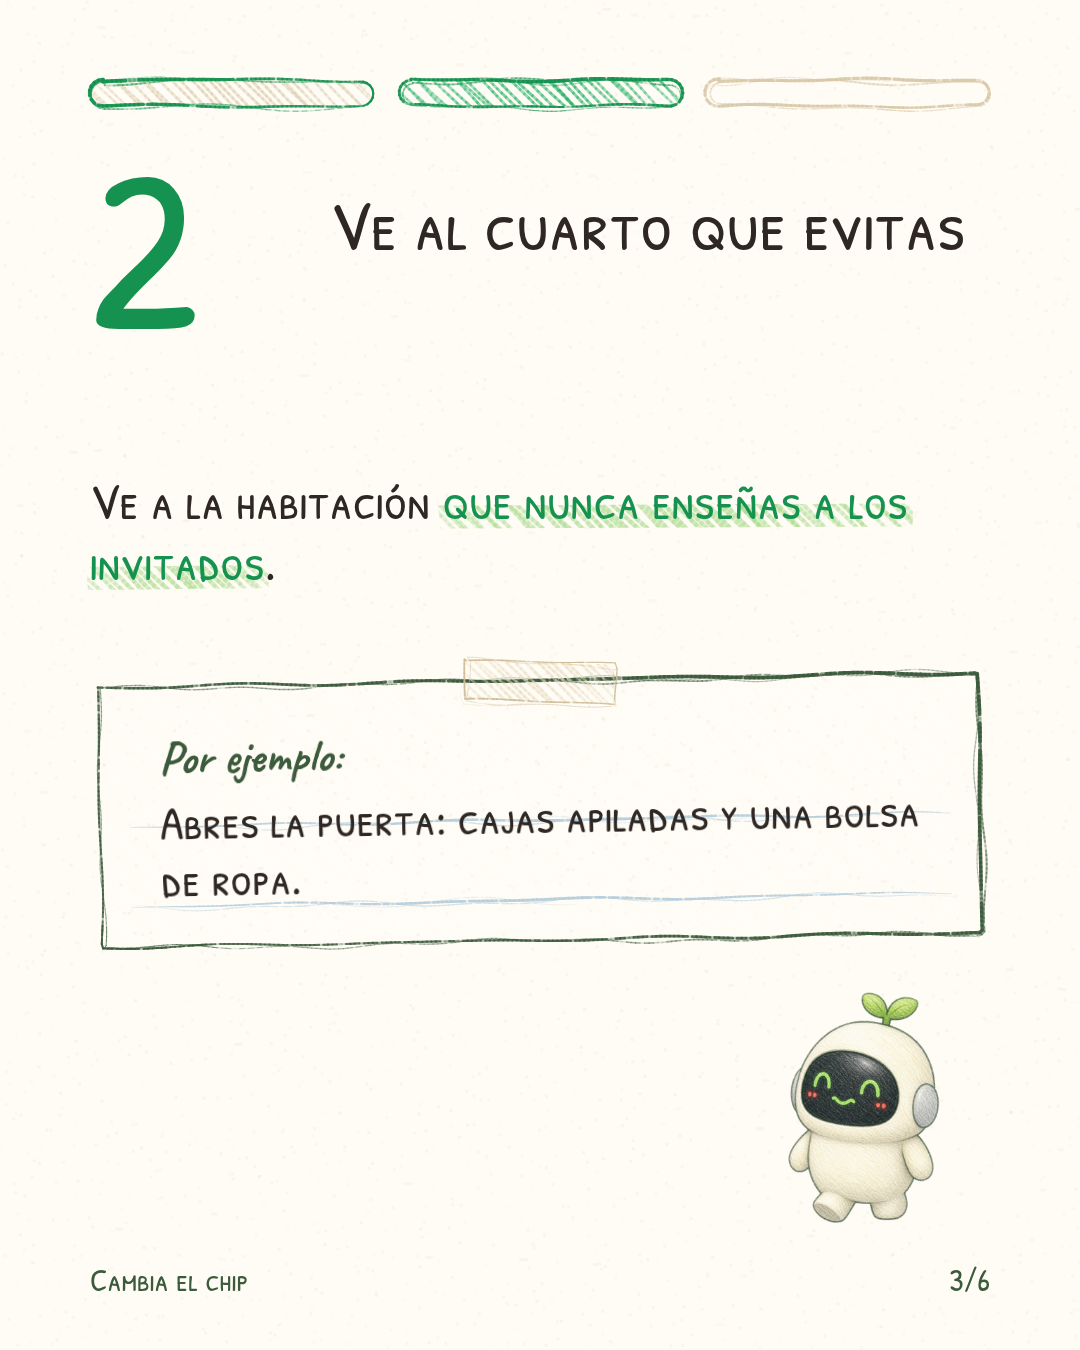 2
Ve al cuarto que evitas
Ve a la habitación que nunca enseñas a los
invitados.
Por ejemplo:
Abres la puerta: cajas apiladas y una bolsa
de ropa.
Cambia el chip
3/6